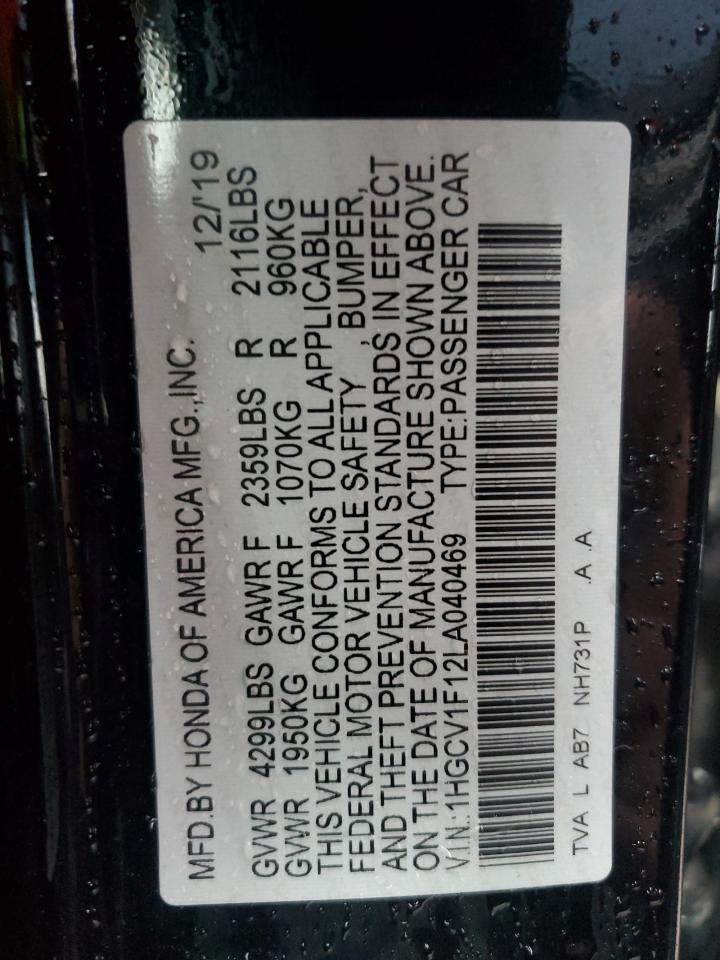 MFD.BY HONDA OF AMERICA MFG.,INC. 12/'19
GVWR 4299LBS GAWR F 2359LBS R 2116LBS
GVWR 1950KG GAWR F 1070KG R 960KG
THIS VEHICLE CONFORMS TO ALL APPLICABLE
FEDERAL MOTOR VEHICLE SAFETY , BUMPER,
AND THEFT PREVENTION STANDARDS IN EFFECT
ON THE DATE OF MANUFACTURE SHOWN ABOVE.
V.I.N.:1HGCV1F12LA040469 TYPE:PASSENGER CAR
TVA L AB7 NH731P .A .A